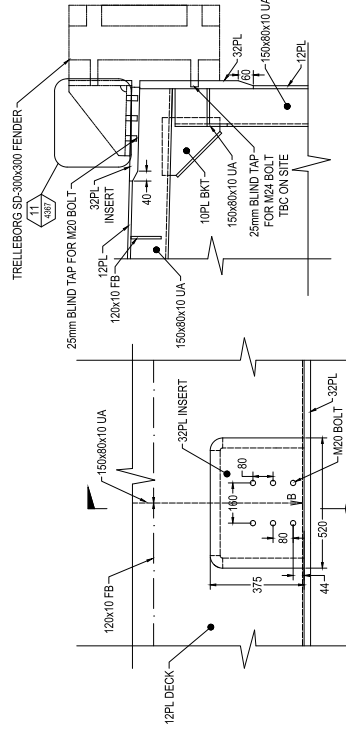 TRELLEBORG SD-300x300 FENDER
11
4367
25mm BLIND TAP FOR M20 BOLT
32PL
INSERT
12PL
120x10 FB
150x80x10 UA
40
10PL BKT
150x80x10 UA
25mm BLIND TAP
FOR M24 BOLT
TBC ON SITE
60
32PL
150x80x10 UA
12PL
150x80x10 UA
120x10 FB
12PL DECK
32PL INSERT
160
80
80
B
375
520
44
M20 BOLT
32PL